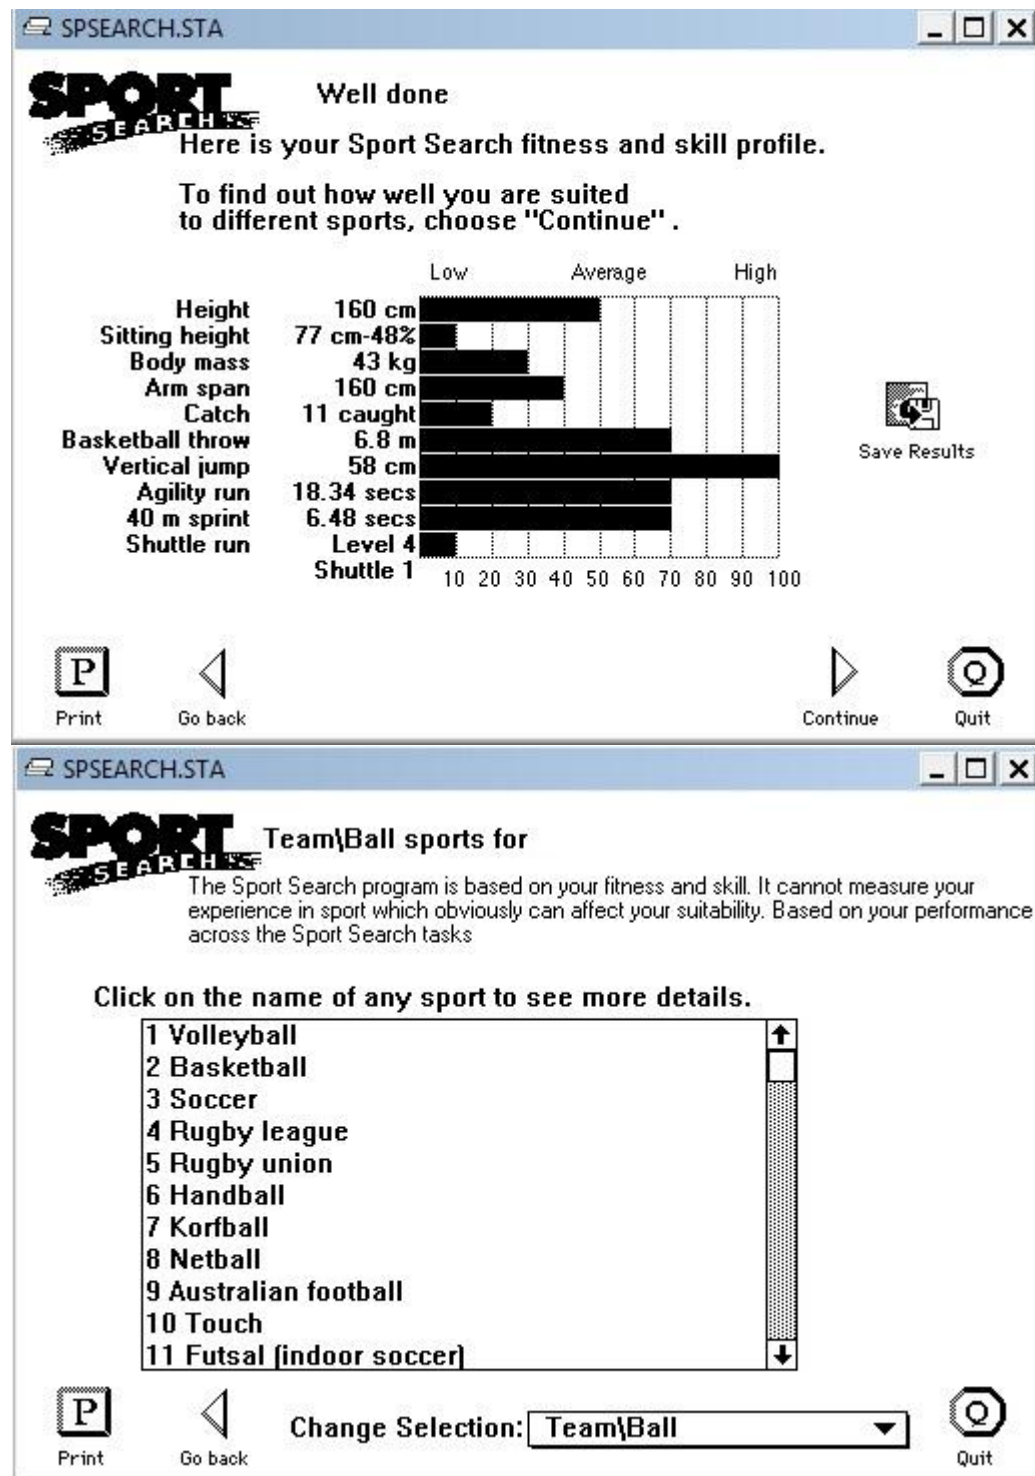 SPSEARCH.STA
SPORT
SEARCH
Well done
Here is your Sport Search fitness and skill profile.
To find out how well you are suited
to different sports, choose "Continue" .
Low Average High
Height 160 cm
Sitting height 77 cm-48%
Body mass 43 kg
Arm span 160 cm
Catch 11 caught
Basketball throw 6.8 m
Vertical jump 58 cm
Agility run 18.34 secs
40 m sprint 6.48 secs
Shuttle run Level 4
Shuttle 1
10 20 30 40 50 60 70 80 90 100
Save Results
P
Print
Go back
Continue
Q
Quit
SPSEARCH.STA
SPORT
SEARCH
Team\Ball sports for
The Sport Search program is based on your fitness and skill. It cannot measure your
experience in sport which obviously can affect your suitability. Based on your performance
across the Sport Search tasks
Click on the name of any sport to see more details.
1 Volleyball
2 Basketball
3 Soccer
4 Rugby league
5 Rugby union
6 Handball
7 Korfball
8 Netball
9 Australian football
10 Touch
11 Futsal (indoor soccer)
P
Print
Go back
Change Selection: Team\Ball
Q
Quit